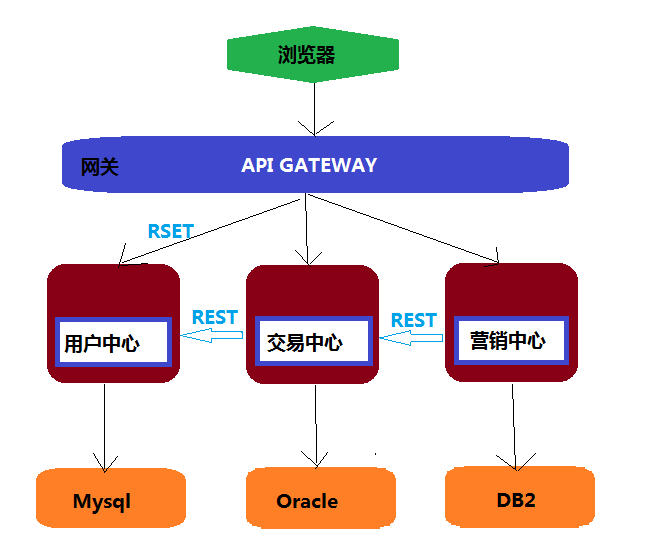 浏览器
网关 API GATEWAY
RSET
REST REST
用户中心 交易中心 营销中心
Mysql Oracle DB2